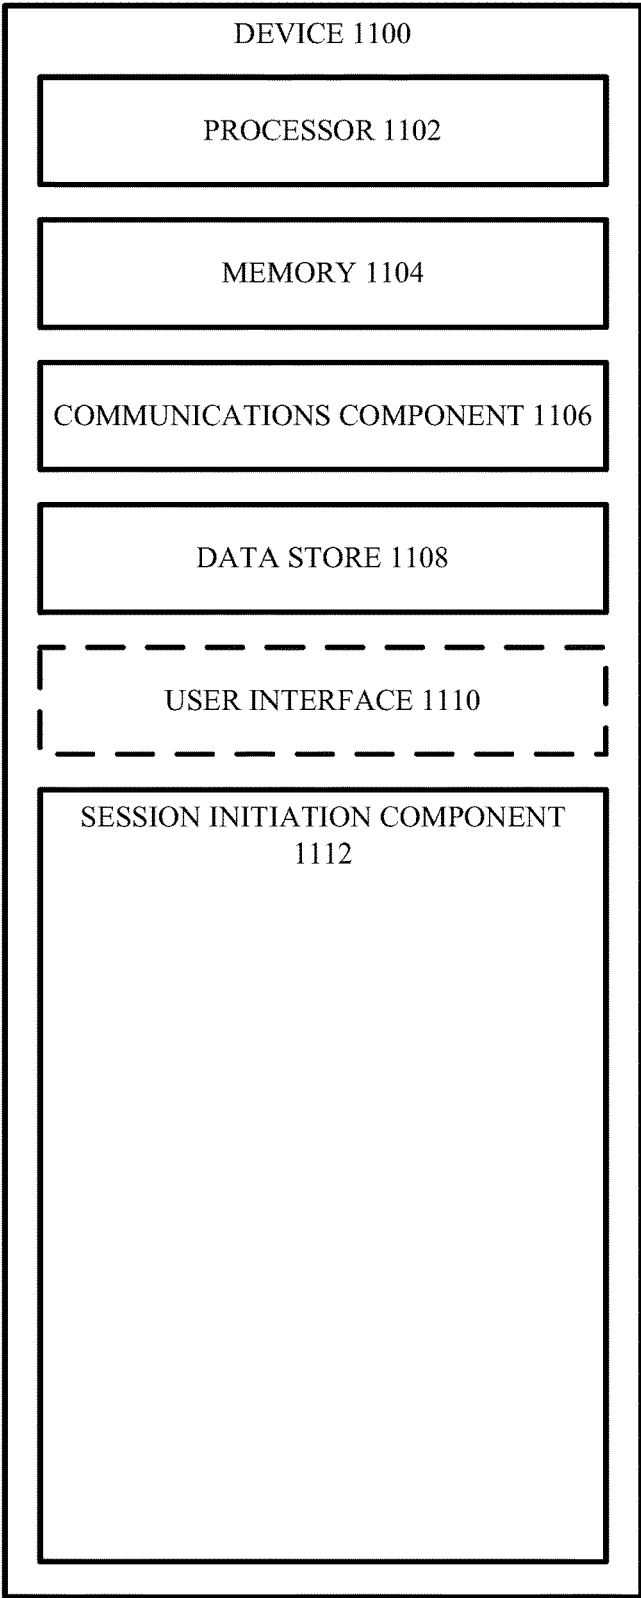 DEVICE 1100
PROCESSOR 1102
MEMORY 1104
COMMUNICATIONS COMPONENT 1106
DATA STORE 1108
USER INTERFACE 1110
SESSION INITIATION COMPONENT
1112